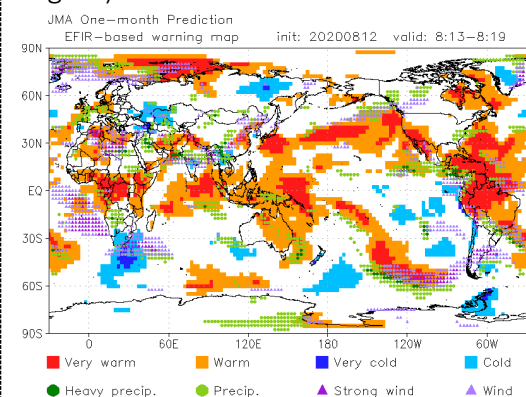 JMA One-month Prediction
EFIR-based warning map init: 20200812 valid: 8:13-8:19
90N
60N
30N
EQ
30S
60S
90S
0 60E 120E 180 120W 60W
Very warm Warm Very cold Cold
Heavy precip. Precip. Strong wind Wind